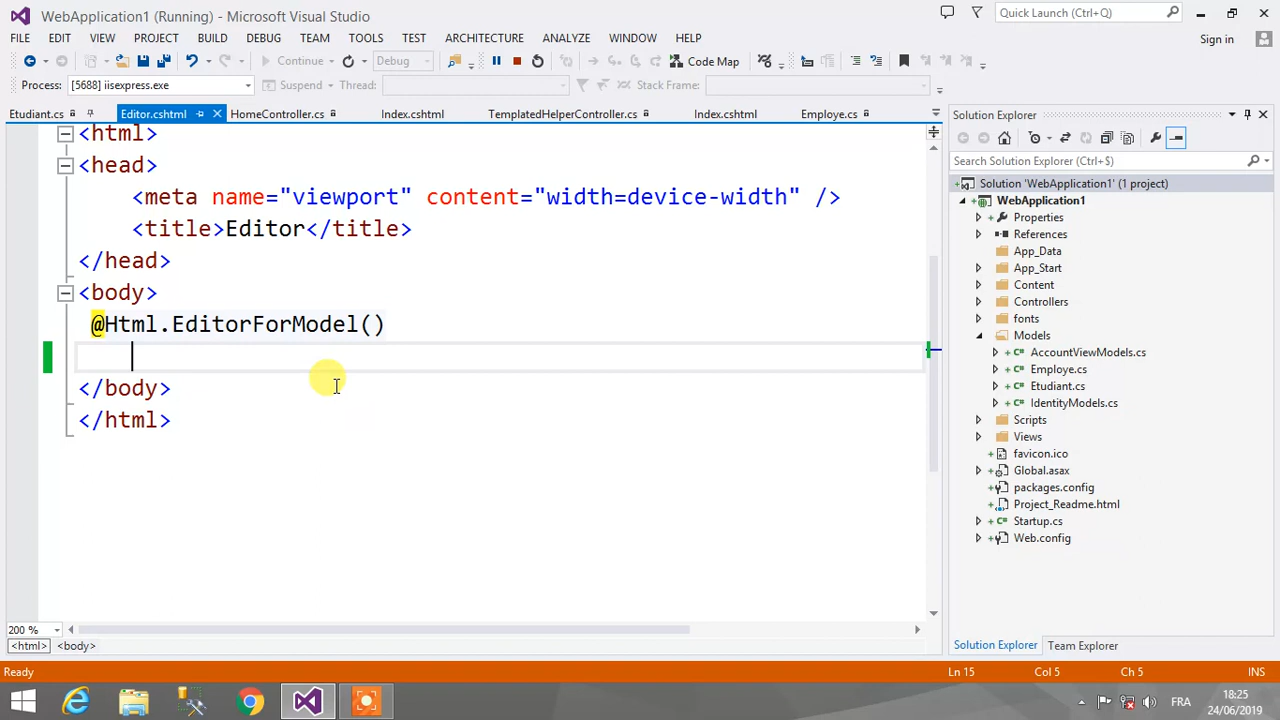 WebApplication1 (Running) - Microsoft Visual Studio
Quick Launch (Ctrl+Q)
FILE EDIT VIEW PROJECT BUILD DEBUG TEAM TOOLS TEST ARCHITECTURE ANALYZE WINDOW HELP
Sign in
Continue Debug Code Map
Process: [5688] iisexpress.exe Suspend Thread: Stack Frame:
Etudiant.cs Editor.cshtml HomeController.cs Index.cshtml TemplatedHelperController.cs Index.cshtml Employe.cs
<html>
<head>
<meta name="viewport" content="width=device-width" />
<title>Editor</title>
</head>
<body>
@Html.EditorForModel()
</body>
</html>
200 %
<html> <body>
Solution Explorer
Search Solution Explorer (Ctrl+$)
Solution 'WebApplication1' (1 project)
WebApplication1
Properties
References
App_Data
App_Start
Content
Controllers
fonts
Models
AccountViewModels.cs
Employe.cs
Etudiant.cs
IdentityModels.cs
Scripts
Views
favicon.ico
Global.asax
packages.config
Project_Readme.html
Startup.cs
Web.config
Solution Explorer Team Explorer
Ready Ln 15 Col 5 Ch 5 INS
FRA
18:25
24/06/2019